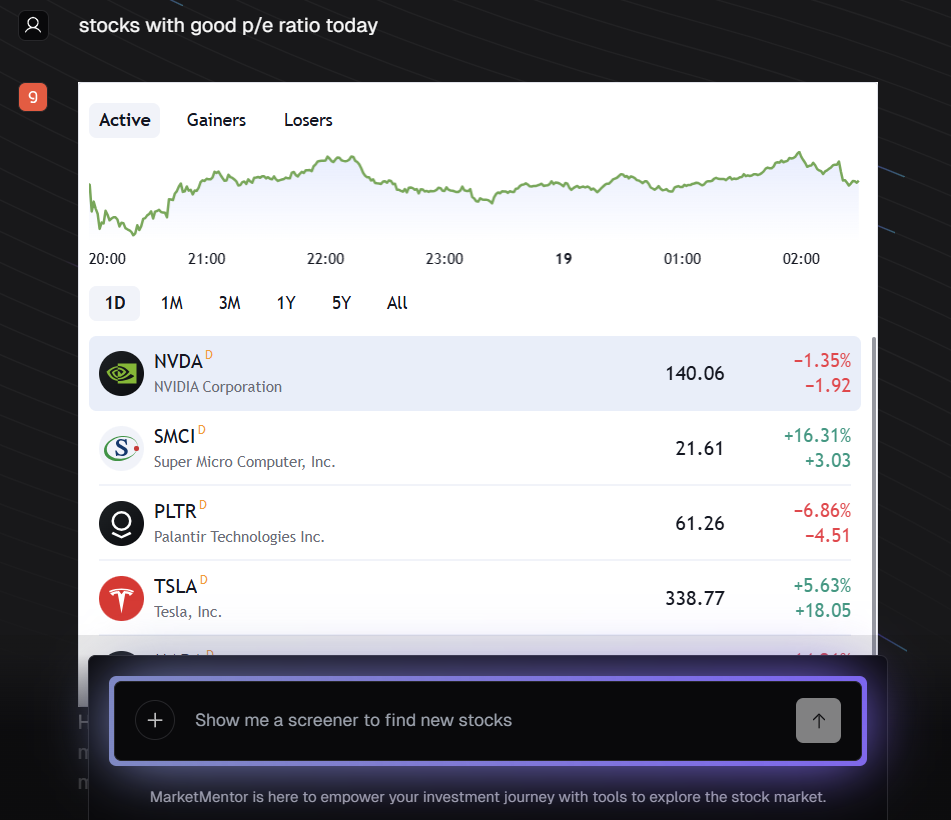 stocks with good p/e ratio today
9
Active Gainers Losers
20:00 21:00 22:00 23:00 19 01:00 02:00
1D 1M 3M 1Y 5Y All
NVDA D
NVIDIA Corporation
140.06
−1.35%
−1.92
S
SMCI D
Super Micro Computer, Inc.
21.61
+16.31%
+3.03
PLTR D
Palantir Technologies Inc.
61.26
−6.86%
−4.51
TSLA D
Tesla, Inc.
338.77
+5.63%
+18.05
Show me a screener to find new stocks
MarketMentor is here to empower your investment journey with tools to explore the stock market.